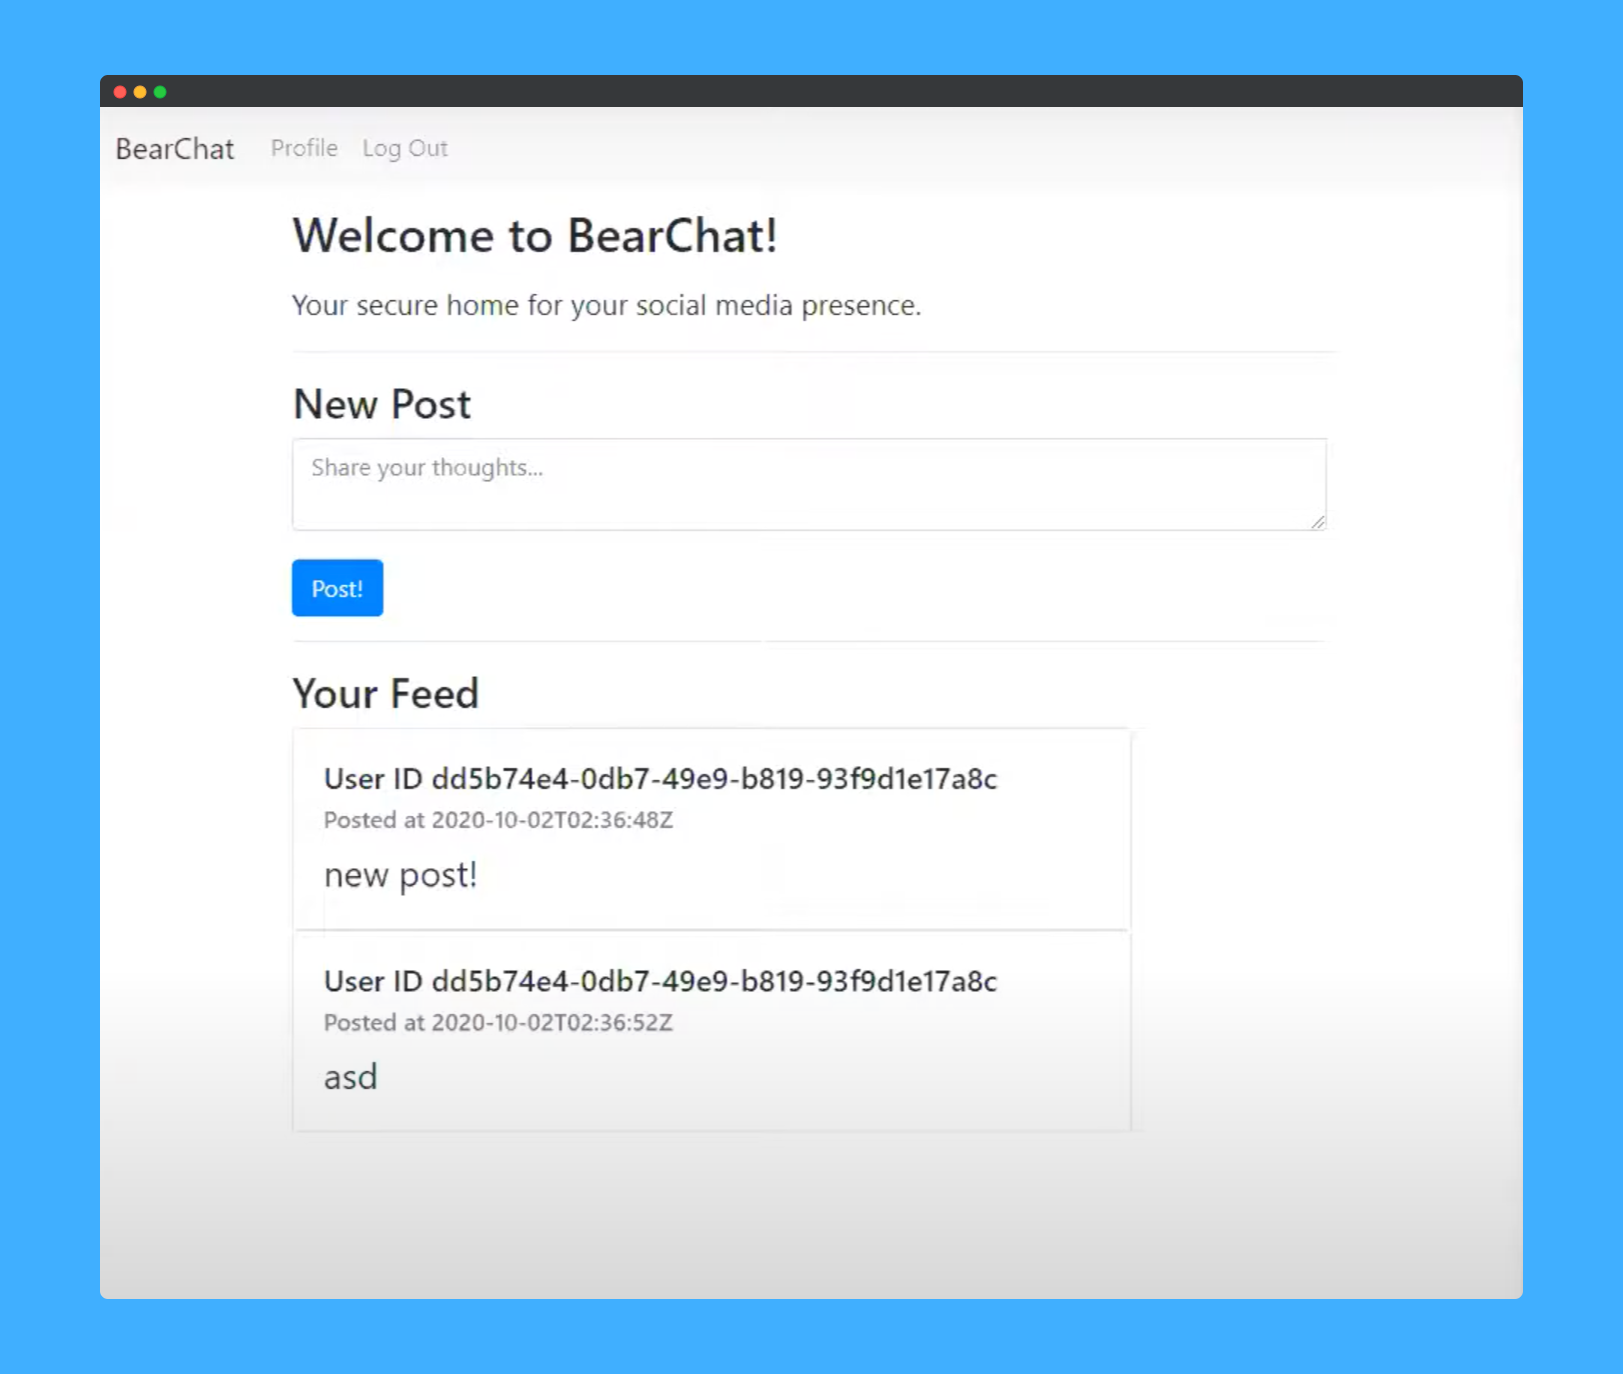 BearChat Profile Log Out
Welcome to BearChat!
Your secure home for your social media presence.
New Post
Share your thoughts...
Post!
Your Feed
User ID dd5b74e4-0db7-49e9-b819-93f9d1e17a8c
Posted at 2020-10-02T02:36:48Z
new post!
User ID dd5b74e4-0db7-49e9-b819-93f9d1e17a8c
Posted at 2020-10-02T02:36:52Z
asd